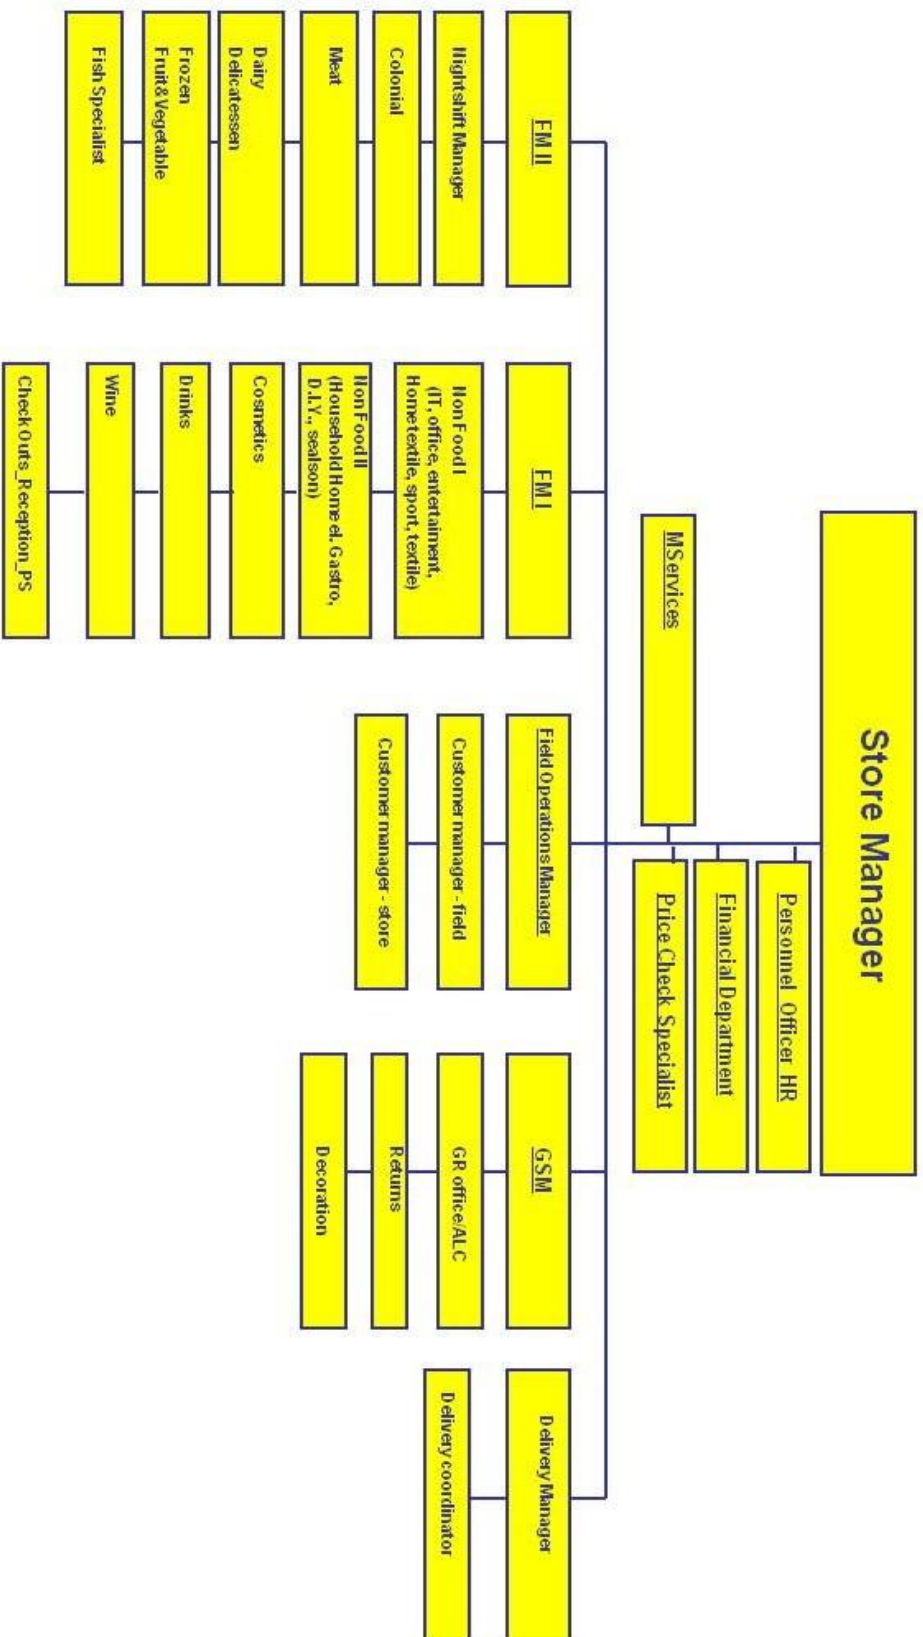 Store Manager
Personnel Officer HR
Financial Department
MServices
Price Check Specialist
FM II
Nightshift Manager
Colonial
Meat
Dairy
Delicatessen
Frozen
Fruit&Vegetable
Fish Specialist
FM I
Non Food I
(IT, office, entertaiment,
Home textile, sport, textile)
Non Food II
(Household Home el. Gastro,
D.I.Y., sealson)
Cosmetics
Drinks
Wine
Check Outs_Reception_PS
Field Operations Manager
Customer manager - field
Customer manager - store
GSM
GR office/ALC
Returns
Decoration
Delivery Manager
Delivery coordinator